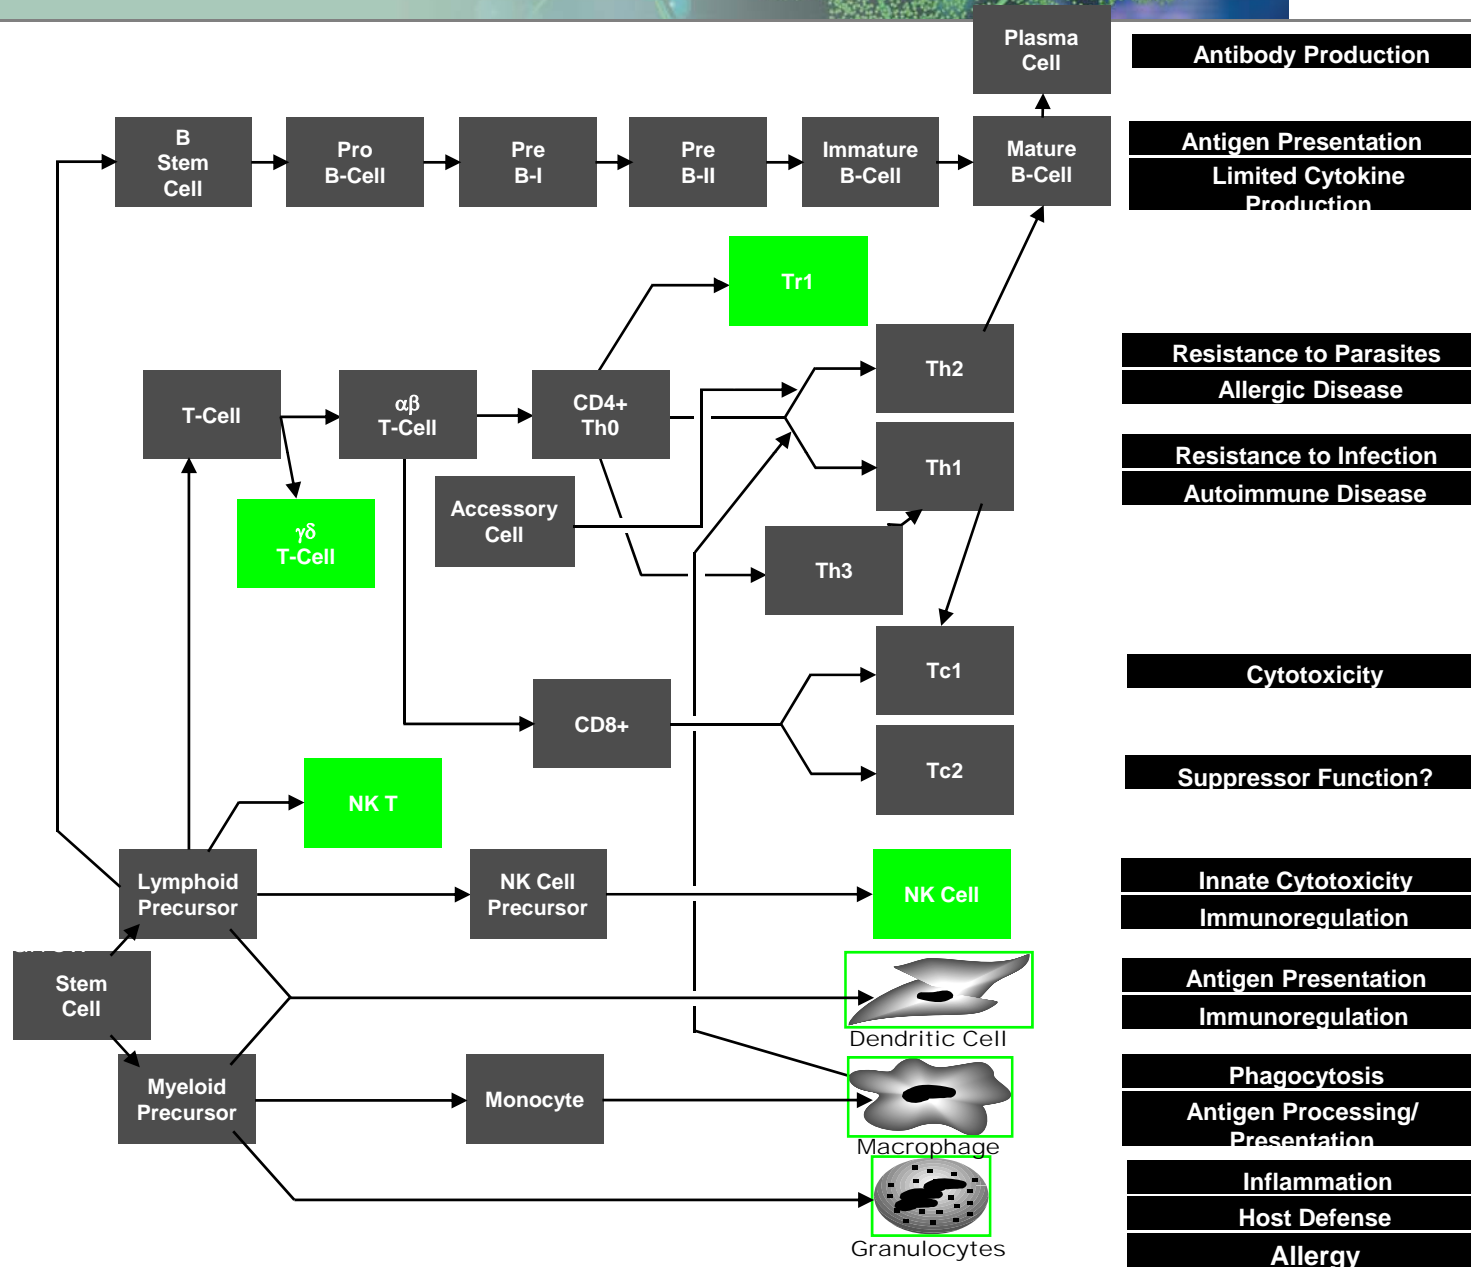 Plasma
Cell
Antibody Production
B
Stem
Cell
Pro
B-Cell
Pre
B-I
Pre
B-II
Immature
B-Cell
Mature
B-Cell
Antigen Presentation
Limited Cytokine
Production
Tr1
Th2
Resistance to Parasites
Allergic Disease
T-Cell
αβ
T-Cell
CD4+
Th0
Th1
Resistance to Infection
Autoimmune Disease
Accessory
Cell
γδ
T-Cell
Th3
Tc1
Cytotoxicity
CD8+
Tc2
Suppressor Function?
NK T
Lymphoid
Precursor
NK Cell
Precursor
NK Cell
Innate Cytotoxicity
Immunoregulation
Stem
Cell
Antigen Presentation
Immunoregulation
Dendritic Cell
Myeloid
Precursor
Monocyte
Phagocytosis
Antigen Processing/
Presentation
Macrophage
Inflammation
Host Defense
Allergy
Granulocytes